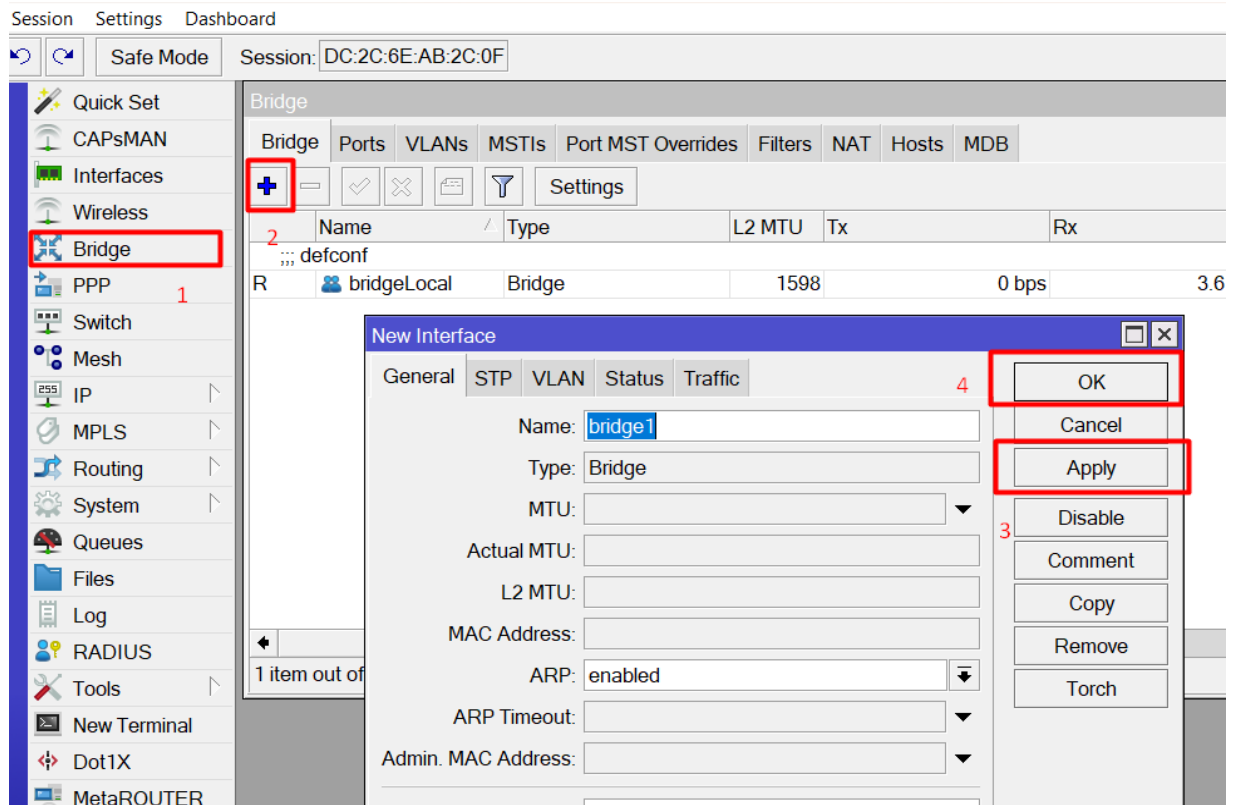 Session Settings Dashboard
Safe Mode Session: DC:2C:6E:AB:2C:0F
Quick Set
CAPsMAN
Interfaces
Wireless
Bridge
1
PPP
Switch
Mesh
255 IP
MPLS
Routing
System
Queues
Files
Log
RADIUS
Tools
New Terminal
Dot1X
MetaROUTER
Bridge
Bridge Ports VLANs MSTIs Port MST Overrides Filters NAT Hosts MDB
Settings
2
Name Type L2 MTU Tx Rx
;;; defconf
R bridgeLocal Bridge 1598 0 bps 3.6
1 item out of
New Interface
General STP VLAN Status Traffic
Name: bridge1
Type: Bridge
MTU:
Actual MTU:
L2 MTU:
MAC Address:
ARP: enabled
ARP Timeout:
Admin. MAC Address:
4
OK
Cancel
Apply
3
Disable
Comment
Copy
Remove
Torch